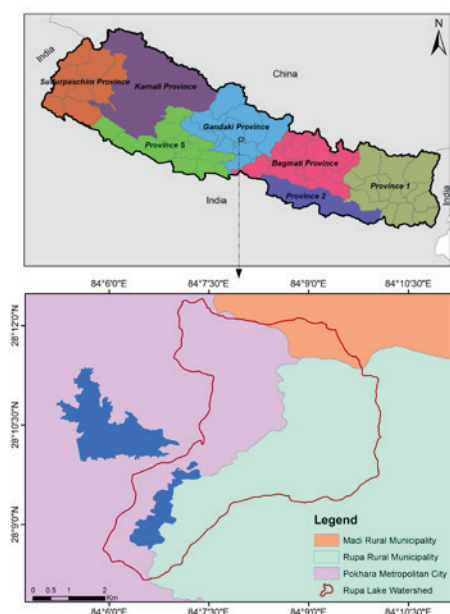 India
N
China
Sudurpaschim Province
Karnali Province
Gandaki Province
Province 5
Bagmati Province
Province 1
India
Province 2
India
84°6'0"E 84°7'30"E 84°9'0"E 84°10'30"E
28°12'0"N
28°10'30"N
28°9'0"N
Legend
Madi Rural Municipality
Rupa Rural Municipality
Pokhara Metropolitan City
Rupa Lake Watershed
0 0.5 1 2
Km
84°6'0"E 84°7'30"E 84°9'0"E 84°10'30"E